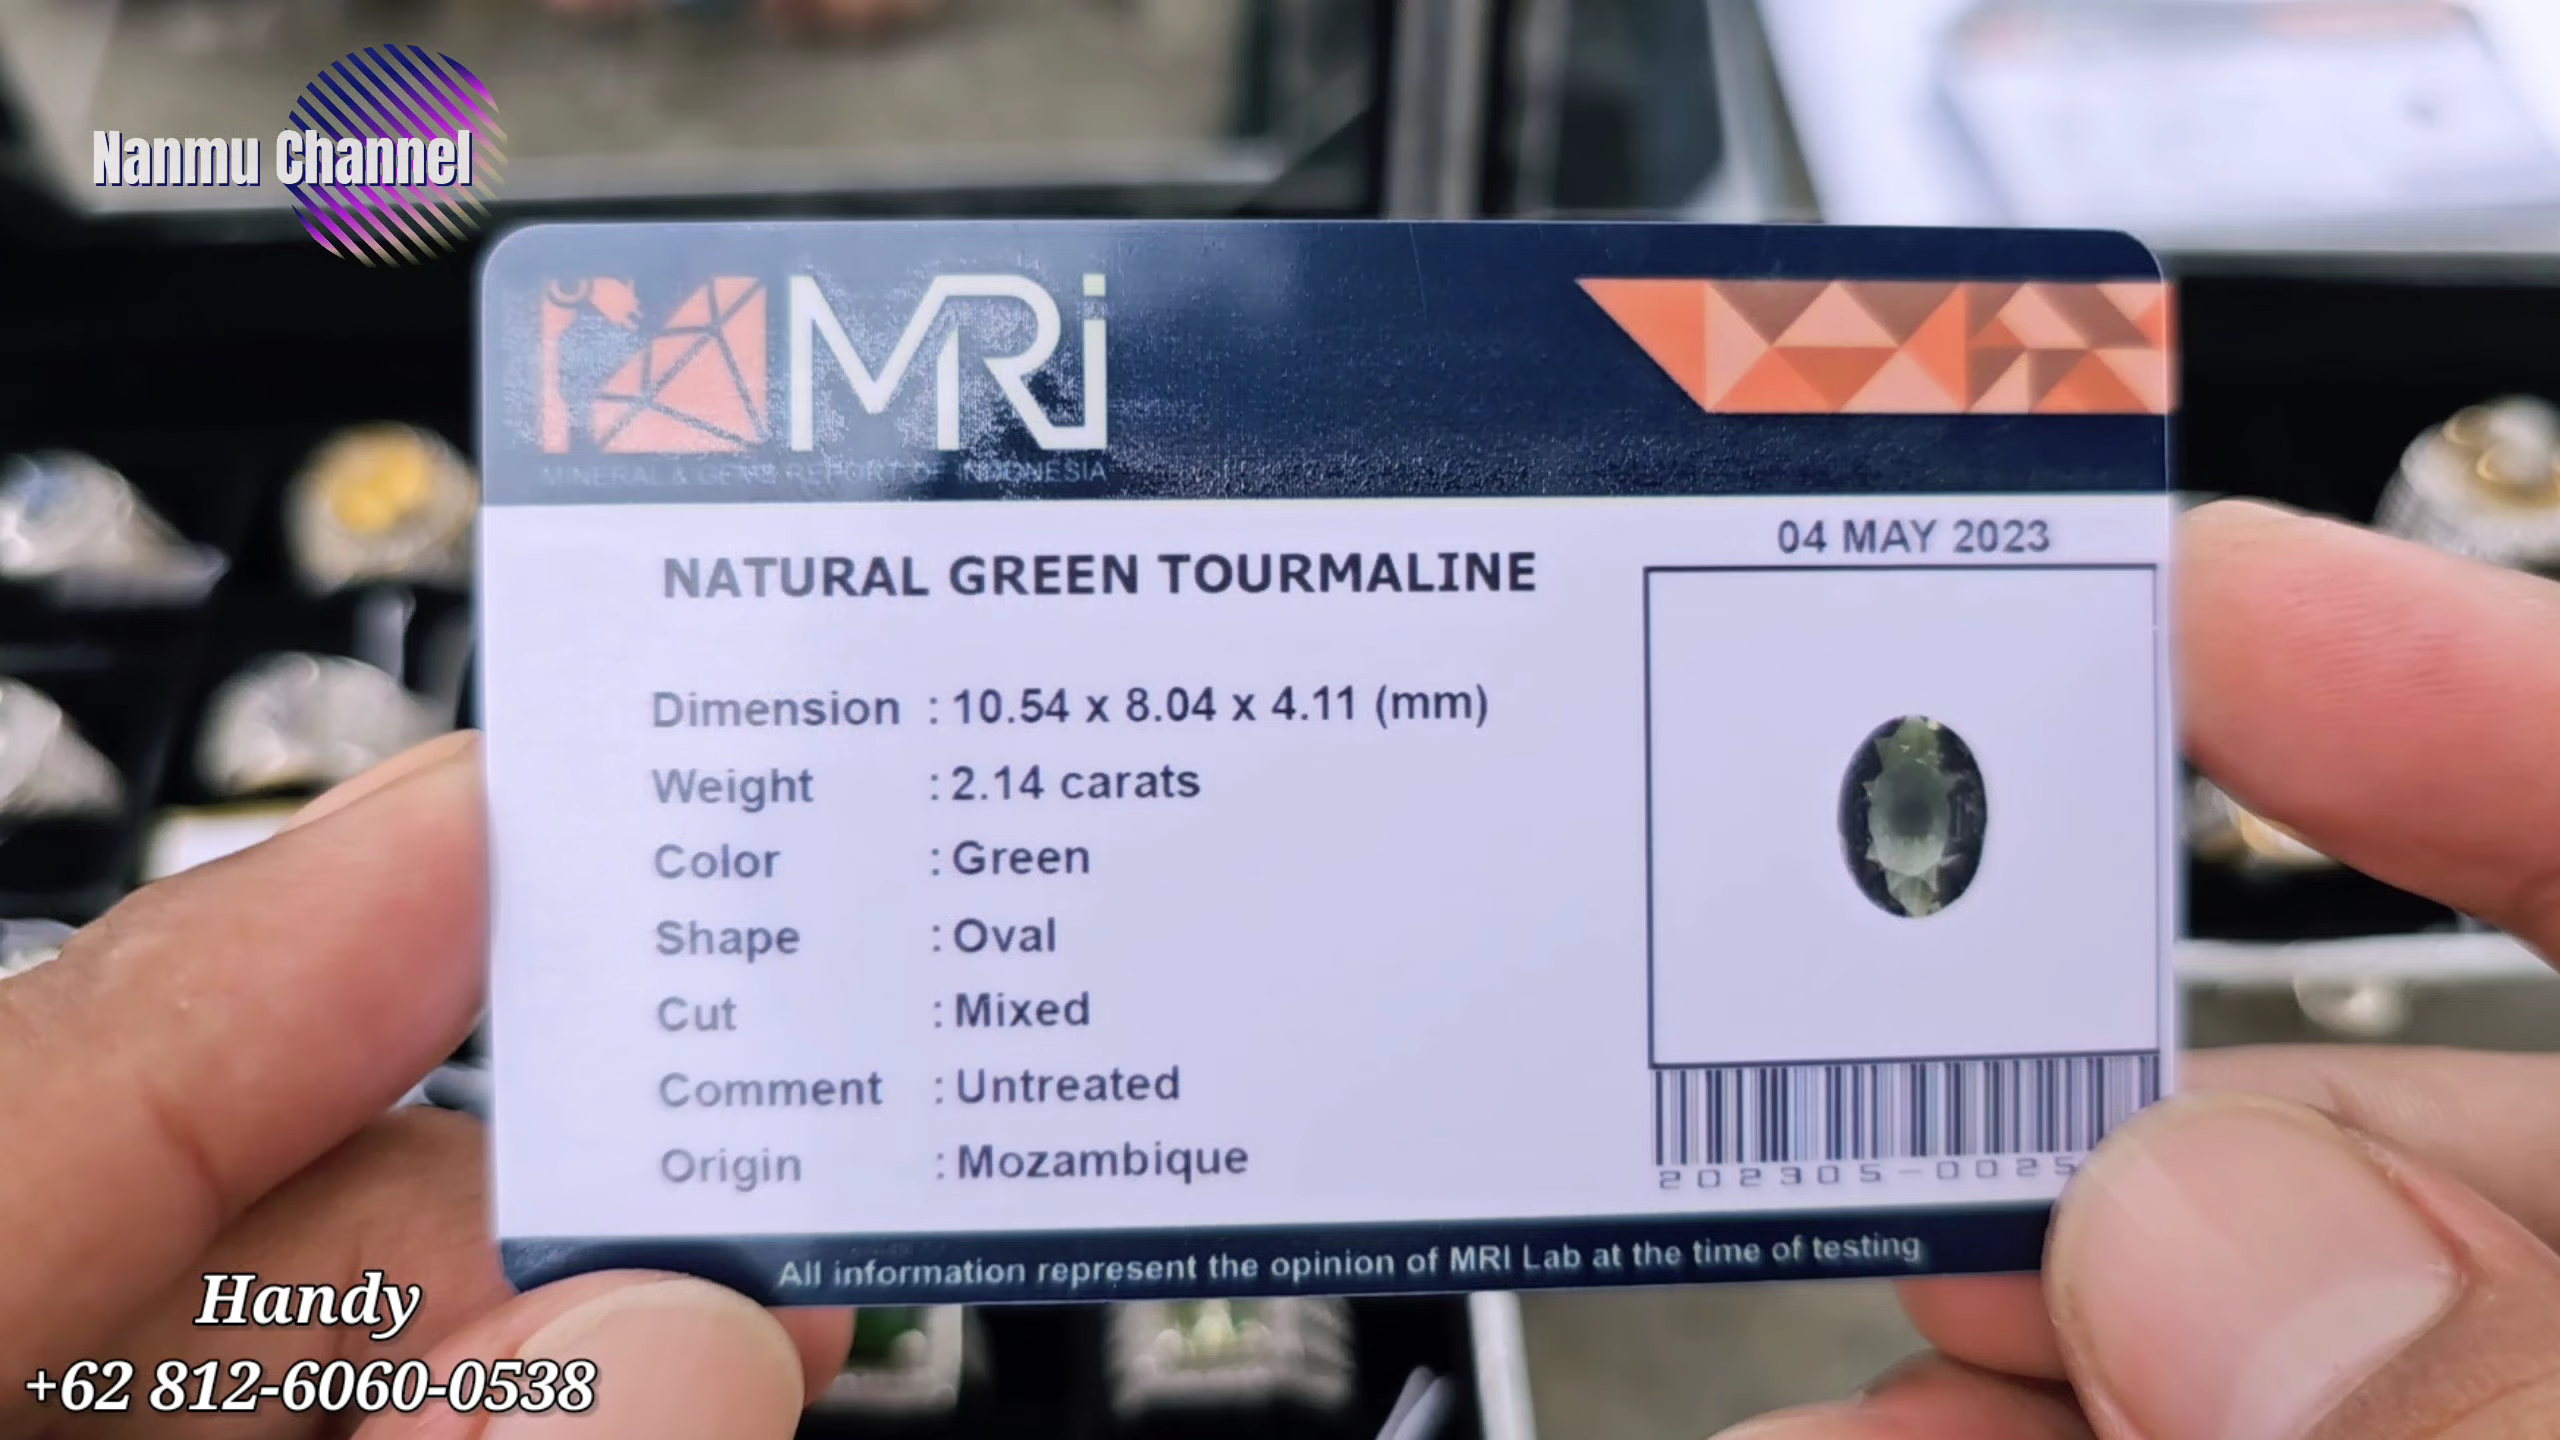 Nanmu Channel
MRi
MINERAL & GEMS REPORT OF INDONESIA
04 MAY 2023
NATURAL GREEN TOURMALINE
Dimension : 10.54 x 8.04 x 4.11 (mm)
Weight : 2.14 carats
Color : Green
Shape : Oval
Cut : Mixed
Comment : Untreated
Origin : Mozambique
202305-0025
All information represent the opinion of MRI Lab at the time of testing
Handy
+62 812-6060-0538